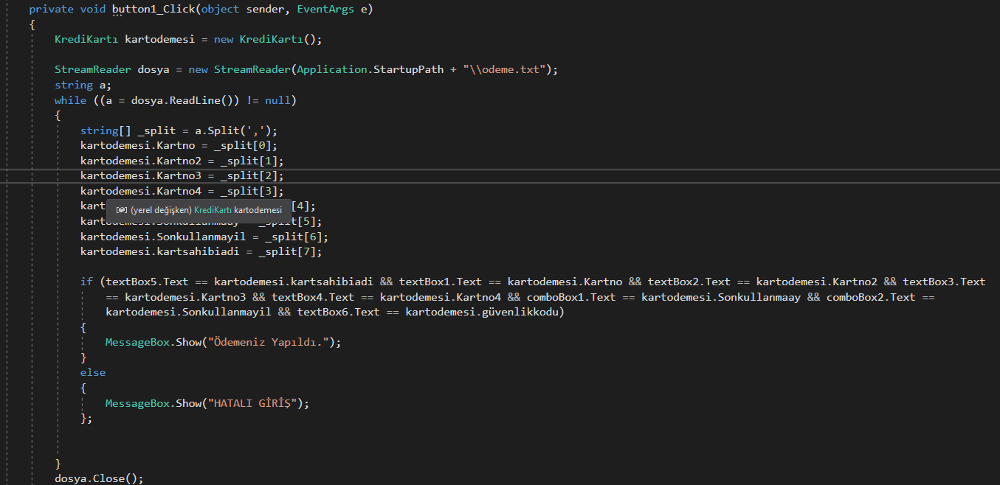 private void button1_Click(object sender, EventArgs e)
{
KrediKartı kartodemesi = new KrediKartı();
StreamReader dosya = new StreamReader(Application.StartupPath + "\\odeme.txt");
string a;
while ((a = dosya.ReadLine()) != null)
{
string[] _split = a.Split(',');
kartodemesi.Kartno = _split[0];
kartodemesi.Kartno2 = _split[1];
kartodemesi.Kartno3 = _split[2];
kartodemesi.Kartno4 = _split[3];
kart [4];
(yerel değişken) KrediKartı kartodemesi
kartodemesi.Sonkullanmaay = _split[5];
kartodemesi.Sonkullanmayil = _split[6];
kartodemesi.kartsahibiadi = _split[7];
if (textBox5.Text == kartodemesi.kartsahibiadi && textBox1.Text == kartodemesi.Kartno && textBox2.Text == kartodemesi.Kartno2 && textBox3.Text
== kartodemesi.Kartno3 && textBox4.Text == kartodemesi.Kartno4 && comboBox1.Text == kartodemesi.Sonkullanmaay && comboBox2.Text ==
kartodemesi.Sonkullanmayil && textBox6.Text == kartodemesi.güvenlikkodu)
{
MessageBox.Show("Ödemeniz Yapıldı.");
}
else
{
MessageBox.Show("HATALI GİRİŞ");
};
}
dosya.Close();